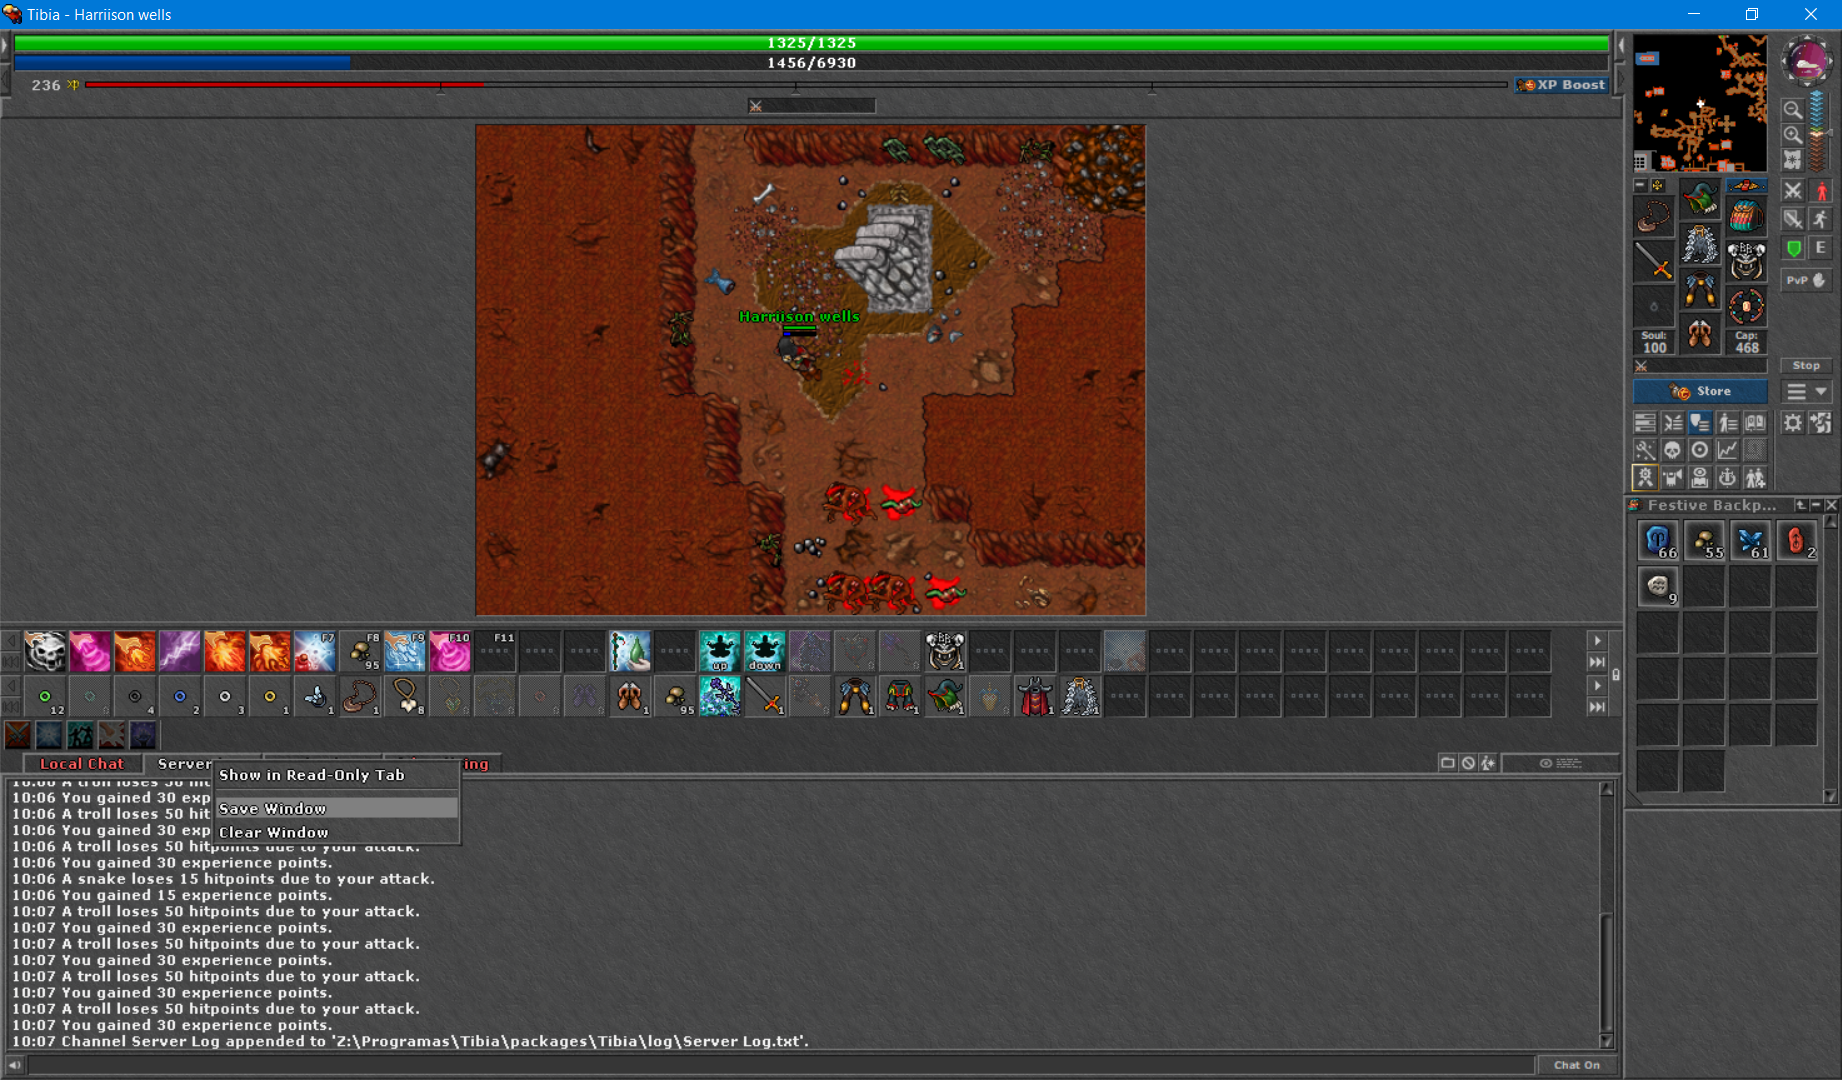 Tibia - Harriison wells
1325/1325
1456/6930
236 XP
XP Boost
Harriison wells
Soul:
100
Cap:
468
E
PvP
Stop
Store
Festive Backp...
66
55
61
2
9
F7
F8
95
F9
F10
F11
up
down
1
12
4
2
3
1
1
1
8
1
95
1
1
1
1
1
1
Local Chat
Server
Show in Read-Only Tab
Save Window
Clear Window
10:06 You gained 30 exp
10:06 A troll loses 50 hit
10:06 You gained 30 exp
10:06 A troll loses 50 hitpoints due to your attack.
10:06 You gained 30 experience points.
10:06 A snake loses 15 hitpoints due to your attack.
10:06 You gained 15 experience points.
10:07 A troll loses 50 hitpoints due to your attack.
10:07 You gained 30 experience points.
10:07 A troll loses 50 hitpoints due to your attack.
10:07 You gained 30 experience points.
10:07 A troll loses 50 hitpoints due to your attack.
10:07 You gained 30 experience points.
10:07 A troll loses 50 hitpoints due to your attack.
10:07 You gained 30 experience points.
10:07 Channel Server Log appended to 'Z:\Programas\Tibia\packages\Tibia\log\Server Log.txt'.
Chat On